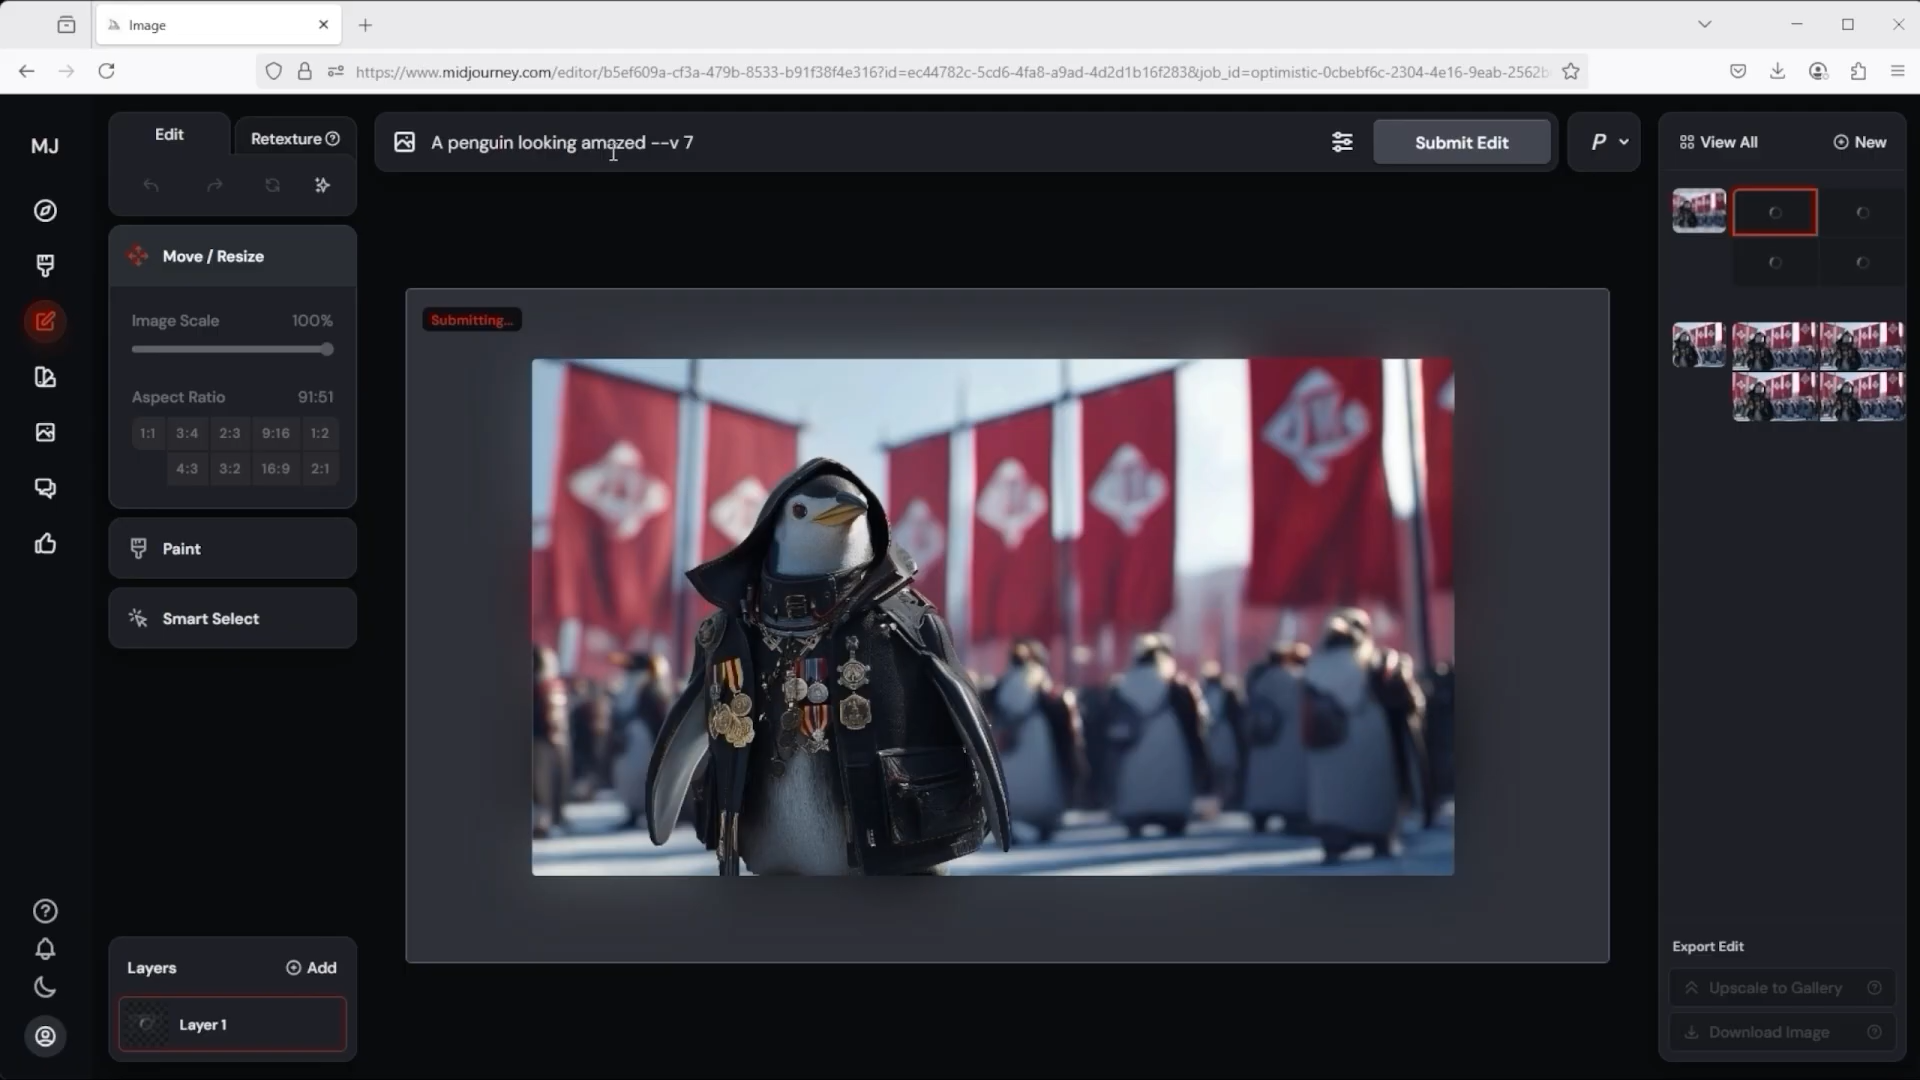 Image
https://www.midjourney.com/editor/b5ef609a-cf3a-479b-8533-b91f38f4e316?id=ec44782c-5cd6-4fa8-a9ad-4d2d1b16f283&job_id=optimistic-0cbebf6c-2304-4e16-9eab-2562b
MJ
Edit
Retexture
A penguin looking amazed --v 7
Submit Edit
P
View All
New
Move / Resize
Image Scale 100%
Aspect Ratio 91:51
1:1 3:4 2:3 9:16 1:2
4:3 3:2 16:9 2:1
Paint
Smart Select
Submitting...
Layers
Add
Layer 1
Export Edit
Upscale to Gallery
Download Image